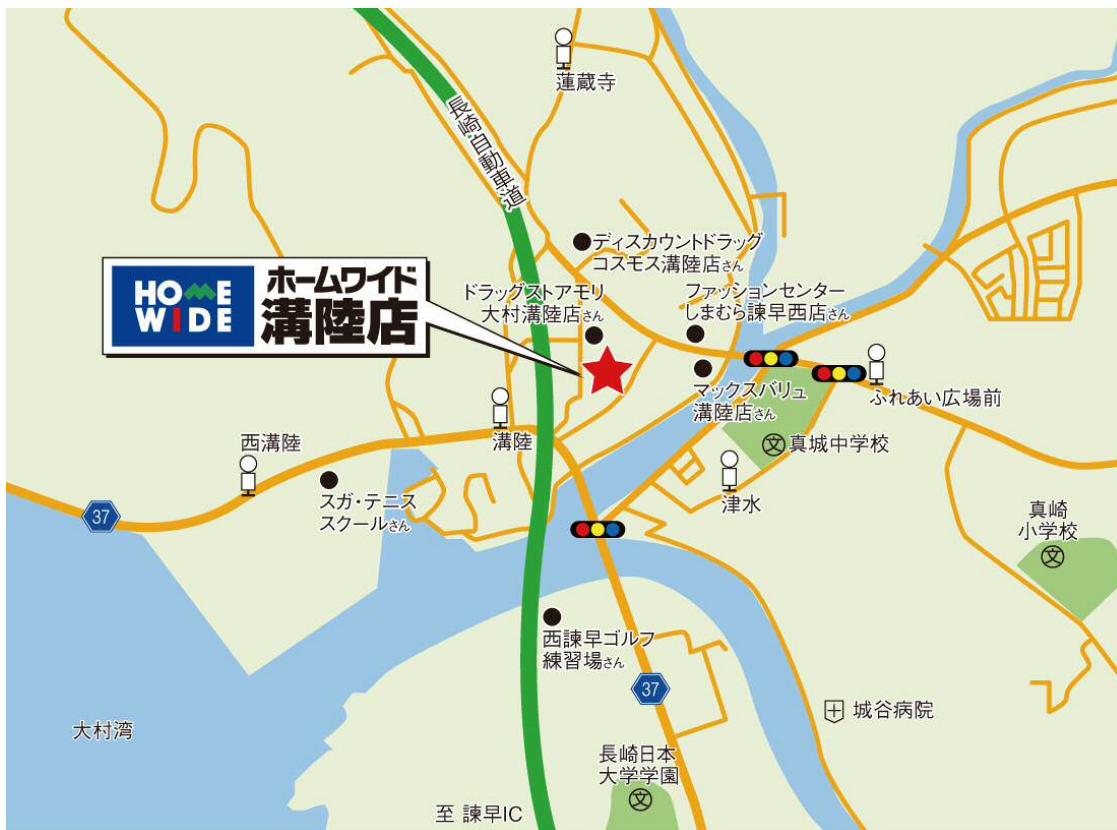 蓮蔵寺
長崎自動車道
ディスカウントドラッグ
コスモス溝陸店さん
HOME
WIDE
ホームワイド
溝陸店
ドラッグストアモリ
大村溝陸店さん
ファッションセンター
しまむら諫早西店さん
マックスバリュ
溝陸店さん
ふれあい広場前
溝陸
西溝陸
文 真城中学校
スガ・テニス
スクールさん
津水
37
真崎
小学校
文
西諫早ゴルフ
練習場さん
37
城谷病院
大村湾
長崎日本
大学学園
文
至 諫早IC